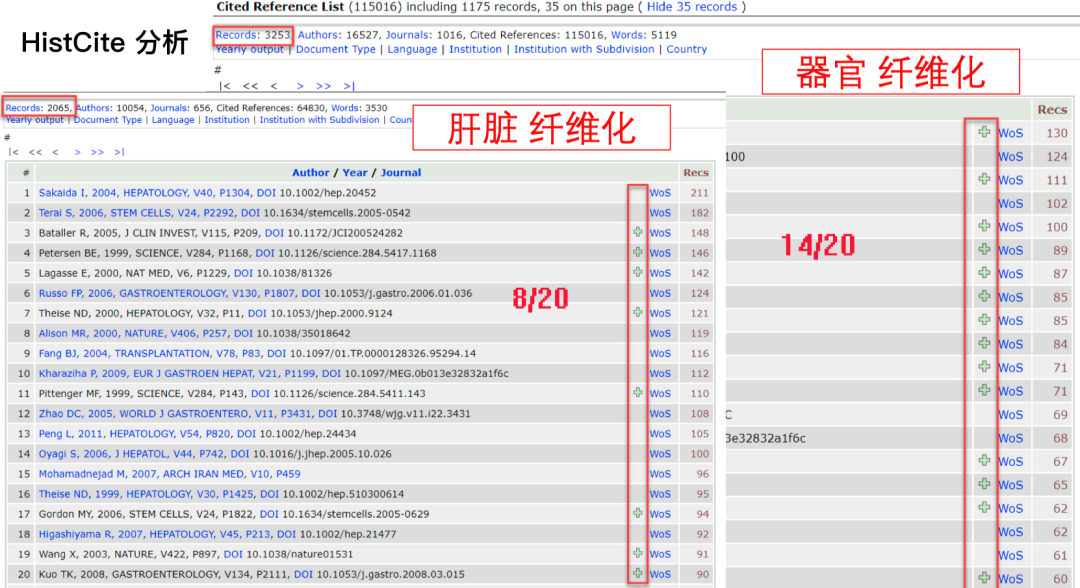 HistCite 分析
Cited Reference List (115016) including 1175 records, 35 on this page ( Hide 35 records )
Records: 3253, Authors: 16527, Journals: 1016, Cited References: 115016, Words: 5119
Yearly output | Document Type | Language | Institution | Institution with Subdivision | Country
#
|< << < > >> >|
器官 纤维化
Records: 2065, Authors: 10054, Journals: 656, Cited References: 64830, Words: 3530
Yearly output | Document Type | Language | Institution | Institution with Subdivision | Coun
#
|< << < > >> >|
肝脏 纤维化
# Author / Year / Journal Recs
1 Sakaida I, 2004, HEPATOLOGY, V40, P1304, DOI 10.1002/hep.20452 WoS 211
2 Terai S, 2006, STEM CELLS, V24, P2292, DOI 10.1634/stemcells.2005-0542 WoS 182
3 Bataller R, 2005, J CLIN INVEST, V115, P209, DOI 10.1172/JCI200524282 WoS 148
4 Petersen BE, 1999, SCIENCE, V284, P1168, DOI 10.1126/science.284.5417.1168 WoS 146
5 Lagasse E, 2000, NAT MED, V6, P1229, DOI 10.1038/81326 WoS 142
6 Russo FP, 2006, GASTROENTEROLOGY, V130, P1807, DOI 10.1053/j.gastro.2006.01.036 WoS 124
7 Theise ND, 2000, HEPATOLOGY, V32, P11, DOI 10.1053/jhep.2000.9124 WoS 121
8 Alison MR, 2000, NATURE, V406, P257, DOI 10.1038/35018642 WoS 119
9 Fang BJ, 2004, TRANSPLANTATION, V78, P83, DOI 10.1097/01.TP.0000128326.95294.14 WoS 116
10 Kharaziha P, 2009, EUR J GASTROEN HEPAT, V21, P1199, DOI 10.1097/MEG.0b013e32832a1f6c WoS 112
11 Pittenger MF, 1999, SCIENCE, V284, P143, DOI 10.1126/science.284.5411.143 WoS 110
12 Zhao DC, 2005, WORLD J GASTROENTERO, V11, P3431, DOI 10.3748/wjg.v11.i22.3431 WoS 108
13 Peng L, 2011, HEPATOLOGY, V54, P820, DOI 10.1002/hep.24434 WoS 105
14 Oyagi S, 2006, J HEPATOL, V44, P742, DOI 10.1016/j.jhep.2005.10.026 WoS 100
15 Mohamadnejad M, 2007, ARCH IRAN MED, V10, P459 WoS 96
16 Theise ND, 1999, HEPATOLOGY, V30, P1425, DOI 10.1002/hep.510300614 WoS 95
17 Gordon MY, 2006, STEM CELLS, V24, P1822, DOI 10.1634/stemcells.2005-0629 WoS 94
18 Higashiyama R, 2007, HEPATOLOGY, V45, P213, DOI 10.1002/hep.21477 WoS 92
19 Wang X, 2003, NATURE, V422, P897, DOI 10.1038/nature01531 WoS 91
20 Kuo TK, 2008, GASTROENTEROLOGY, V134, P2111, DOI 10.1053/j.gastro.2008.03.015 WoS 90
8/20
Recs
WoS 130
100 WoS 124
WoS 111
WoS 102
WoS 100
WoS 89
WoS 87
WoS 85
WoS 85
WoS 84
WoS 71
WoS 71
C WoS 69
3e32832a1f6c WoS 68
WoS 67
WoS 65
WoS 62
WoS 62
WoS 61
WoS 60
14/20